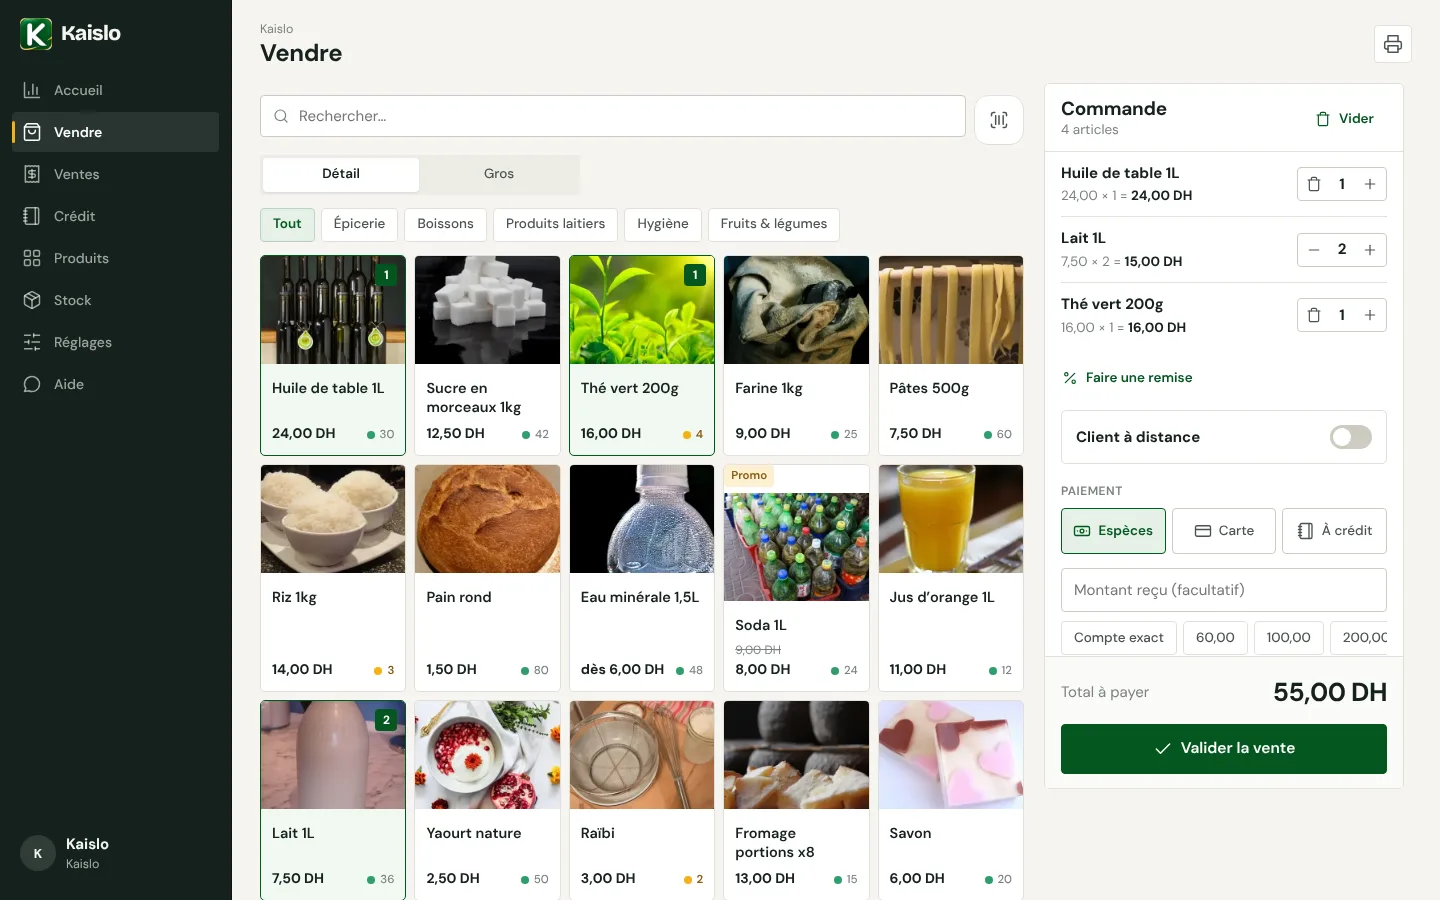 Kaislo
Accueil
Vendre
Ventes
Crédit
Produits
Stock
Réglages
Aide
K
Kaislo
Kaislo
Kaislo
Vendre
Rechercher...
Détail
Gros
Tout
Épicerie
Boissons
Produits laitiers
Hygiène
Fruits & légumes
1
Huile de table 1L
24,00 DH
30
Sucre en
morceaux 1kg
12,50 DH
42
1
Thé vert 200g
16,00 DH
4
Farine 1kg
9,00 DH
25
Pâtes 500g
7,50 DH
60
Riz 1kg
14,00 DH
3
Pain rond
1,50 DH
80
Eau minérale 1,5L
dès 6,00 DH
48
Promo
Soda 1L
9,00 DH
8,00 DH
24
Jus d’orange 1L
11,00 DH
12
2
Lait 1L
7,50 DH
36
Yaourt nature
2,50 DH
50
Raïbi
3,00 DH
2
Fromage
portions x8
13,00 DH
15
Savon
6,00 DH
20
Commande
4 articles
Vider
Huile de table 1L
24,00 × 1 = 24,00 DH
1
Lait 1L
7,50 × 2 = 15,00 DH
2
Thé vert 200g
16,00 × 1 = 16,00 DH
1
Faire une remise
Client à distance
PAIEMENT
Espèces
Carte
À crédit
Montant reçu (facultatif)
Compte exact
60,00
100,00
200,00
Total à payer
55,00 DH
Valider la vente